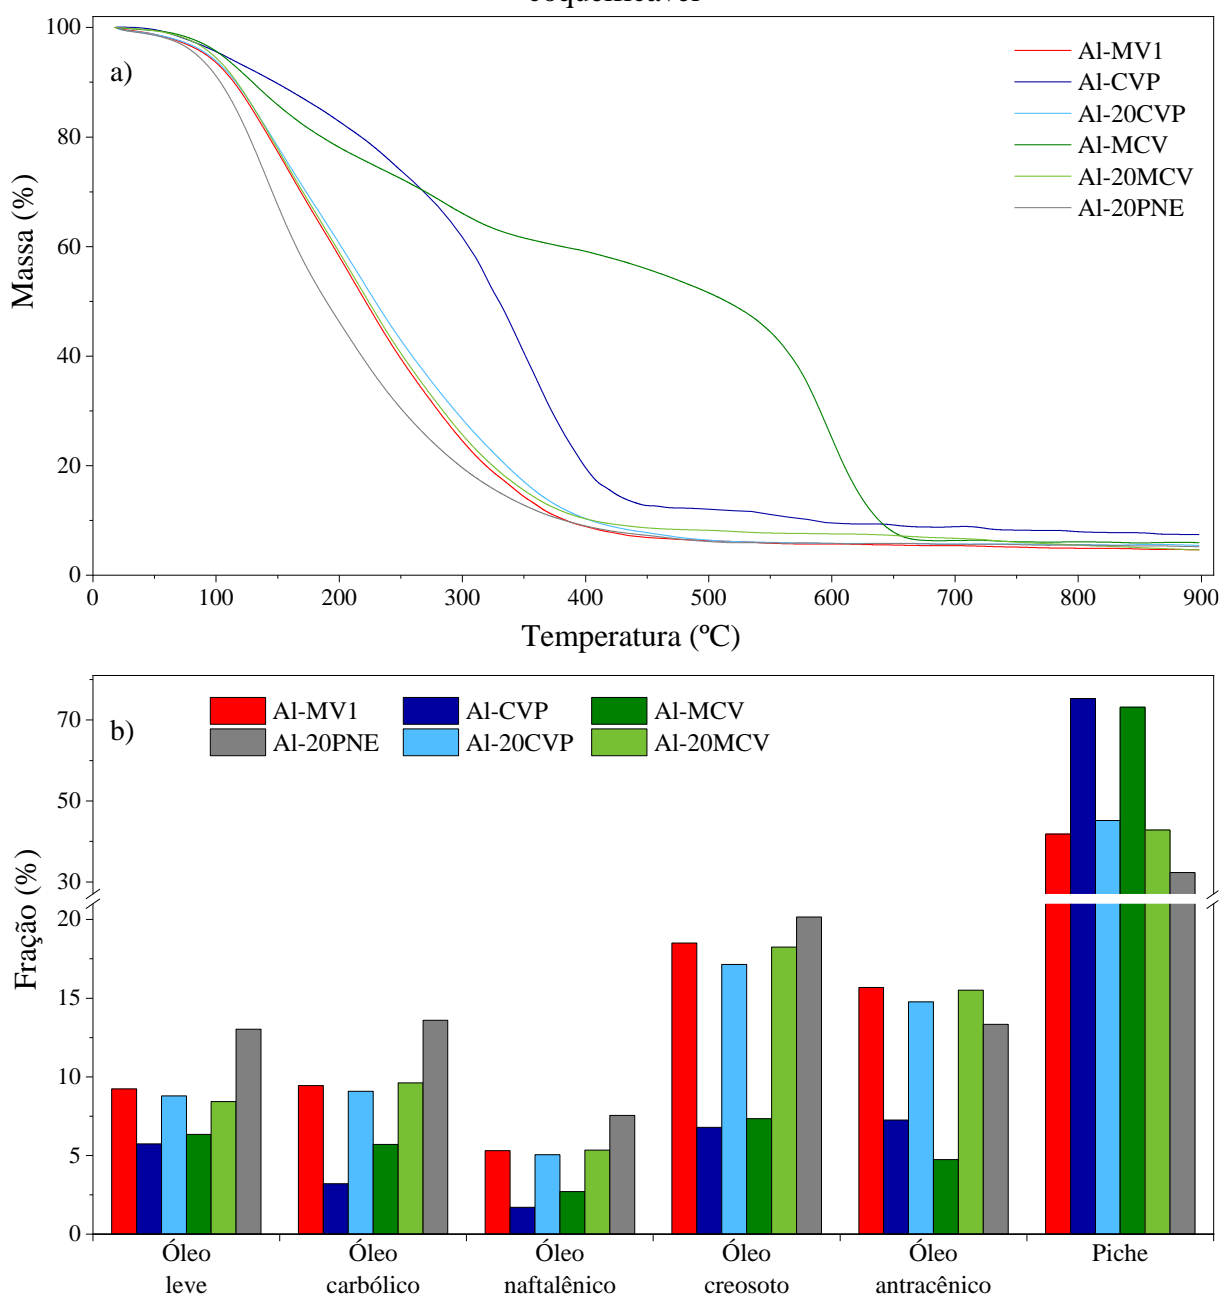 coqueificável
a)
Al-MV1
Al-CVP
Al-20CVP
Al-MCV
Al-20MCV
Al-20PNE
100
80
60
40
20
0
Massa (%)
0 100 200 300 400 500 600 700 800 900
Temperatura (ºC)
b)
Al-MV1 Al-CVP Al-MCV
Al-20PNE Al-20CVP Al-20MCV
70
50
30
20
15
10
5
0
Fração (%)
Óleo Óleo Óleo Óleo Óleo Piche
leve carbólico naftalênico creosoto antracênico